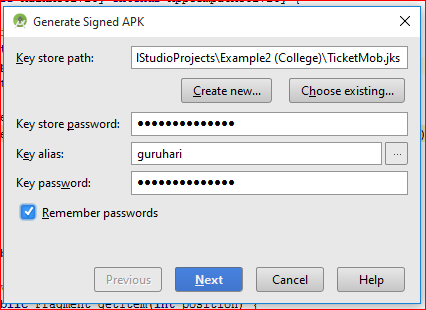 Generate Signed APK
Key store path: IStudioProjects\Example2 (College)\TicketMob.jks
Create new... Choose existing...
Key store password: ••••••••••••••
Key alias: guruhari ...
Key password: ••••••••••••••
Remember passwords
Previous Next Cancel Help
blic Fragment getItem(int position) {